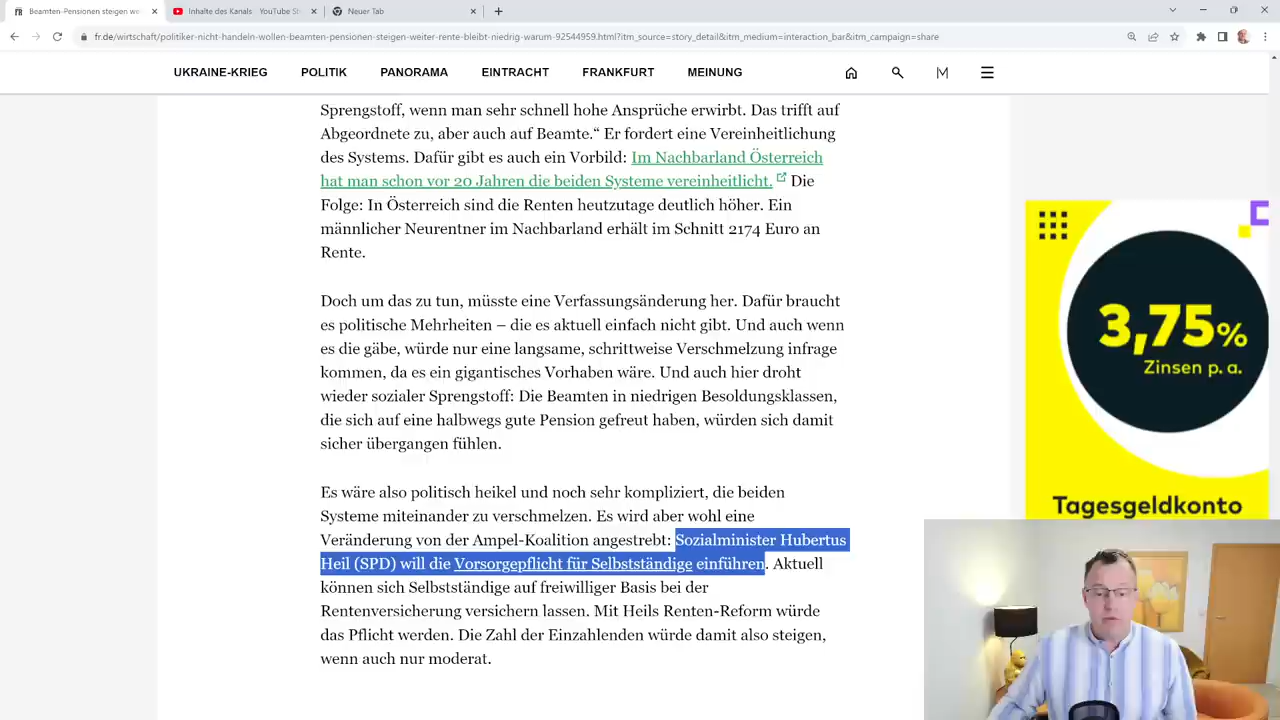 Beamten-Pensionen steigen we
Inhalte des Kanals - YouTube St
Neuer Tab
fr.de/wirtschaft/politiker-nicht-handeln-wollen-beamten-pensionen-steigen-weiter-rente-bleibt-niedrig-warum-92544959.html?itm_source=story_detail&itm_medium=interaction_bar&itm_campaign=share
UKRAINE-KRIEG POLITIK PANORAMA EINTRACHT FRANKFURT MEINUNG
Sprengstoff, wenn man sehr schnell hohe Ansprüche erwirbt. Das trifft auf
Abgeordnete zu, aber auch auf Beamte.“ Er fordert eine Vereinheitlichung
des Systems. Dafür gibt es auch ein Vorbild: Im Nachbarland Österreich
hat man schon vor 20 Jahren die beiden Systeme vereinheitlicht. Die
Folge: In Österreich sind die Renten heutzutage deutlich höher. Ein
männlicher Neurentner im Nachbarland erhält im Schnitt 2174 Euro an
Rente.
Doch um das zu tun, müsste eine Verfassungsänderung her. Dafür braucht
es politische Mehrheiten – die es aktuell einfach nicht gibt. Und auch wenn
es die gäbe, würde nur eine langsame, schrittweise Verschmelzung infrage
kommen, da es ein gigantisches Vorhaben wäre. Und auch hier droht
wieder sozialer Sprengstoff: Die Beamten in niedrigen Besoldungsklassen,
die sich auf eine halbwegs gute Pension gefreut haben, würden sich damit
sicher übergangen fühlen.
Es wäre also politisch heikel und noch sehr kompliziert, die beiden
Systeme miteinander zu verschmelzen. Es wird aber wohl eine
Veränderung von der Ampel-Koalition angestrebt: Sozialminister Hubertus
Heil (SPD) will die Vorsorgepflicht für Selbstständige einführen. Aktuell
können sich Selbstständige auf freiwilliger Basis bei der
Rentenversicherung versichern lassen. Mit Heils Renten-Reform würde
das Pflicht werden. Die Zahl der Einzahlenden würde damit also steigen,
wenn auch nur moderat.
3,75%
Zinsen p. a.
Tagesgeldkonto